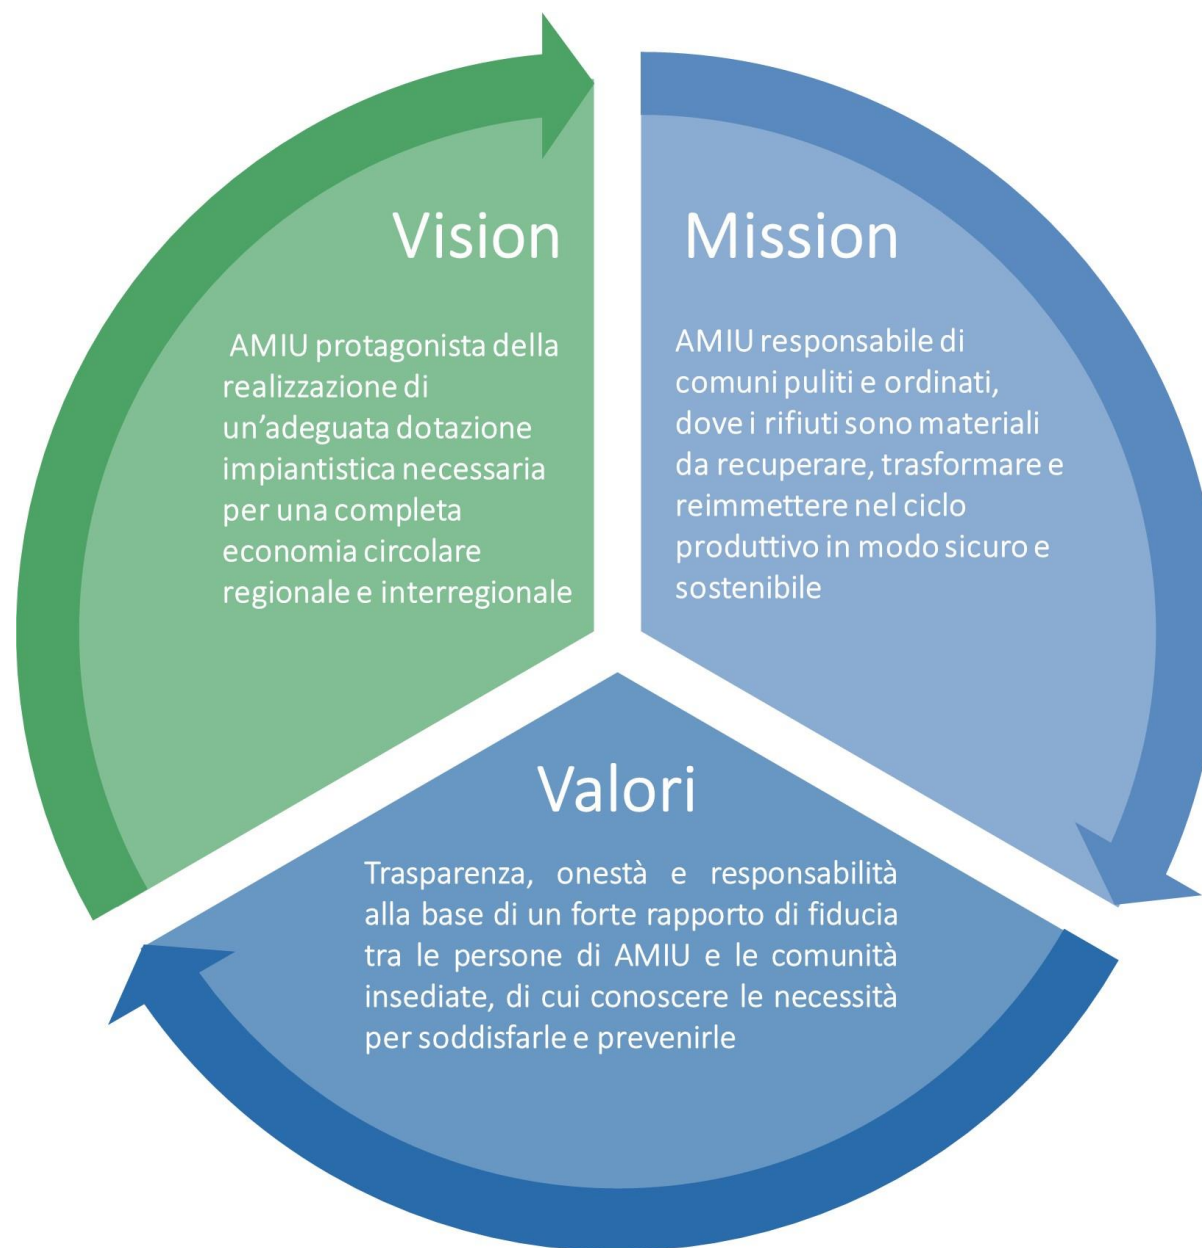 Vision
AMIU protagonista della
realizzazione di
un’adeguata dotazione
impiantistica necessaria
per una completa
economia circolare
regionale e interregionale
Mission
AMIU responsabile di
comuni puliti e ordinati,
dove i rifiuti sono materiali
da recuperare, trasformare e
reimmettere nel ciclo
produttivo in modo sicuro e
sostenibile
Valori
Trasparenza, onestà e responsabilità
alla base di un forte rapporto di fiducia
tra le persone di AMIU e le comunità
insediate, di cui conoscere le necessità
per soddisfarle e prevenirle